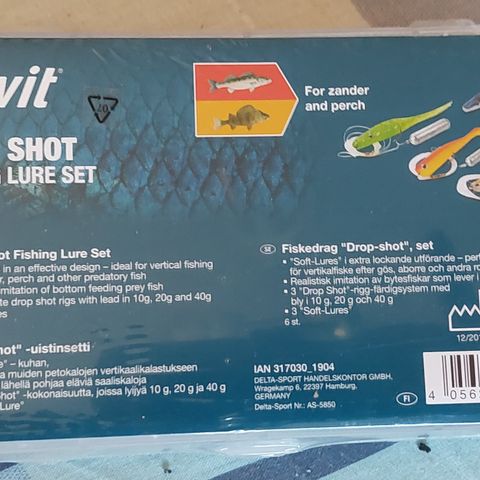 vit®
For zander
and perch
SHOT
LURE SET
ot Fishing Lure Set
in an effective design – ideal for vertical fishing
r, perch and other predatory fish
imitation of bottom feeding prey fish
te drop shot rigs with lead in 10g, 20g and 40g
es
SE
Fiskedrag "Drop-shot", set
• "Soft-Lures" i extra lockande utförande – perfekt
för vertikalfiske efter gös, aborre och andra ro
• Realistisk imitation av bytesfiskar som lever i
• 3 "Drop Shot"-rigg-färdigsystem med
bly i 10 g, 20 g och 40 g
• 3 "Soft-Lures"
6 st.
12/20
ot" -uistinsetti
re" – kuhan,
a muiden petokalojen vertikaalikalastukseen
lähellä pohjaa eläviä saaliskaloja
Shot" -kokonaisuutta, joissa lyijyä 10 g, 20 g ja 40 g
Lure"
IAN 317030_1904
DELTA-SPORT HANDELSKONTOR GMBH,
Wragekamp 6, 22397 Hamburg,
GERMANY
Delta-Sport Nr.: AS-5850
FI
4 056